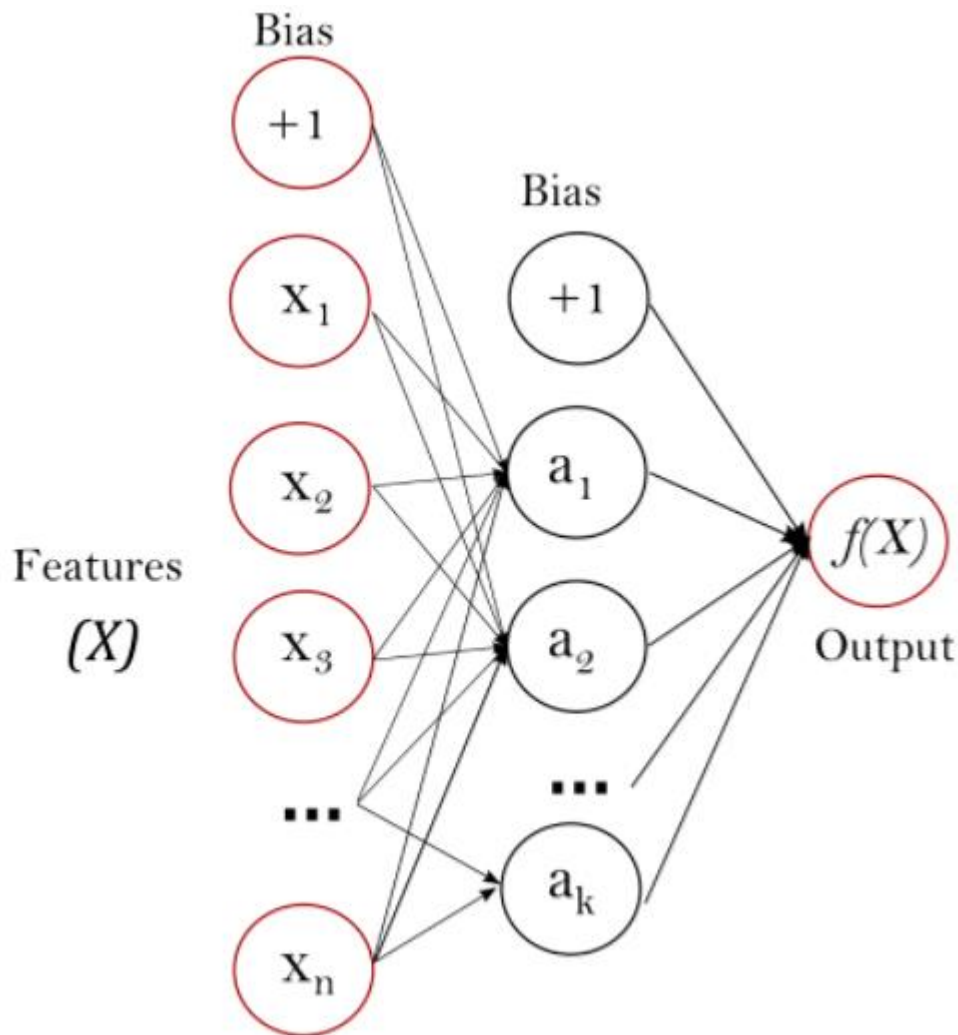 Bias
+1
x₁
x₂
x₃
...
xₙ
Features
(X)
Bias
+1
a₁
a₂
...
aₖ
f(X)
Output